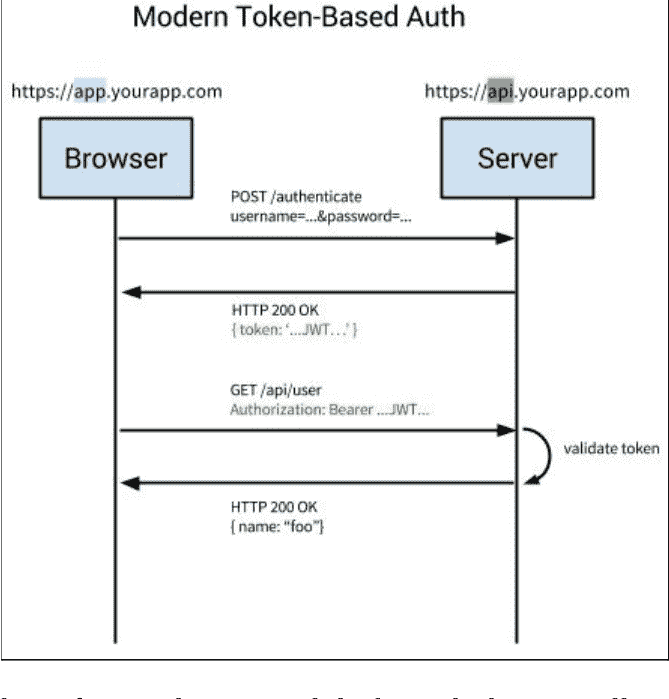 Modern Token-Based Auth
https://app.yourapp.com
https://api.yourapp.com
Browser
Server
POST /authenticate
username=...&password=...
HTTP 200 OK
{ token: ‘...JWT...’ }
GET /api/user
Authorization: Bearer ...JWT...
validate token
HTTP 200 OK
{ name: “foo”}